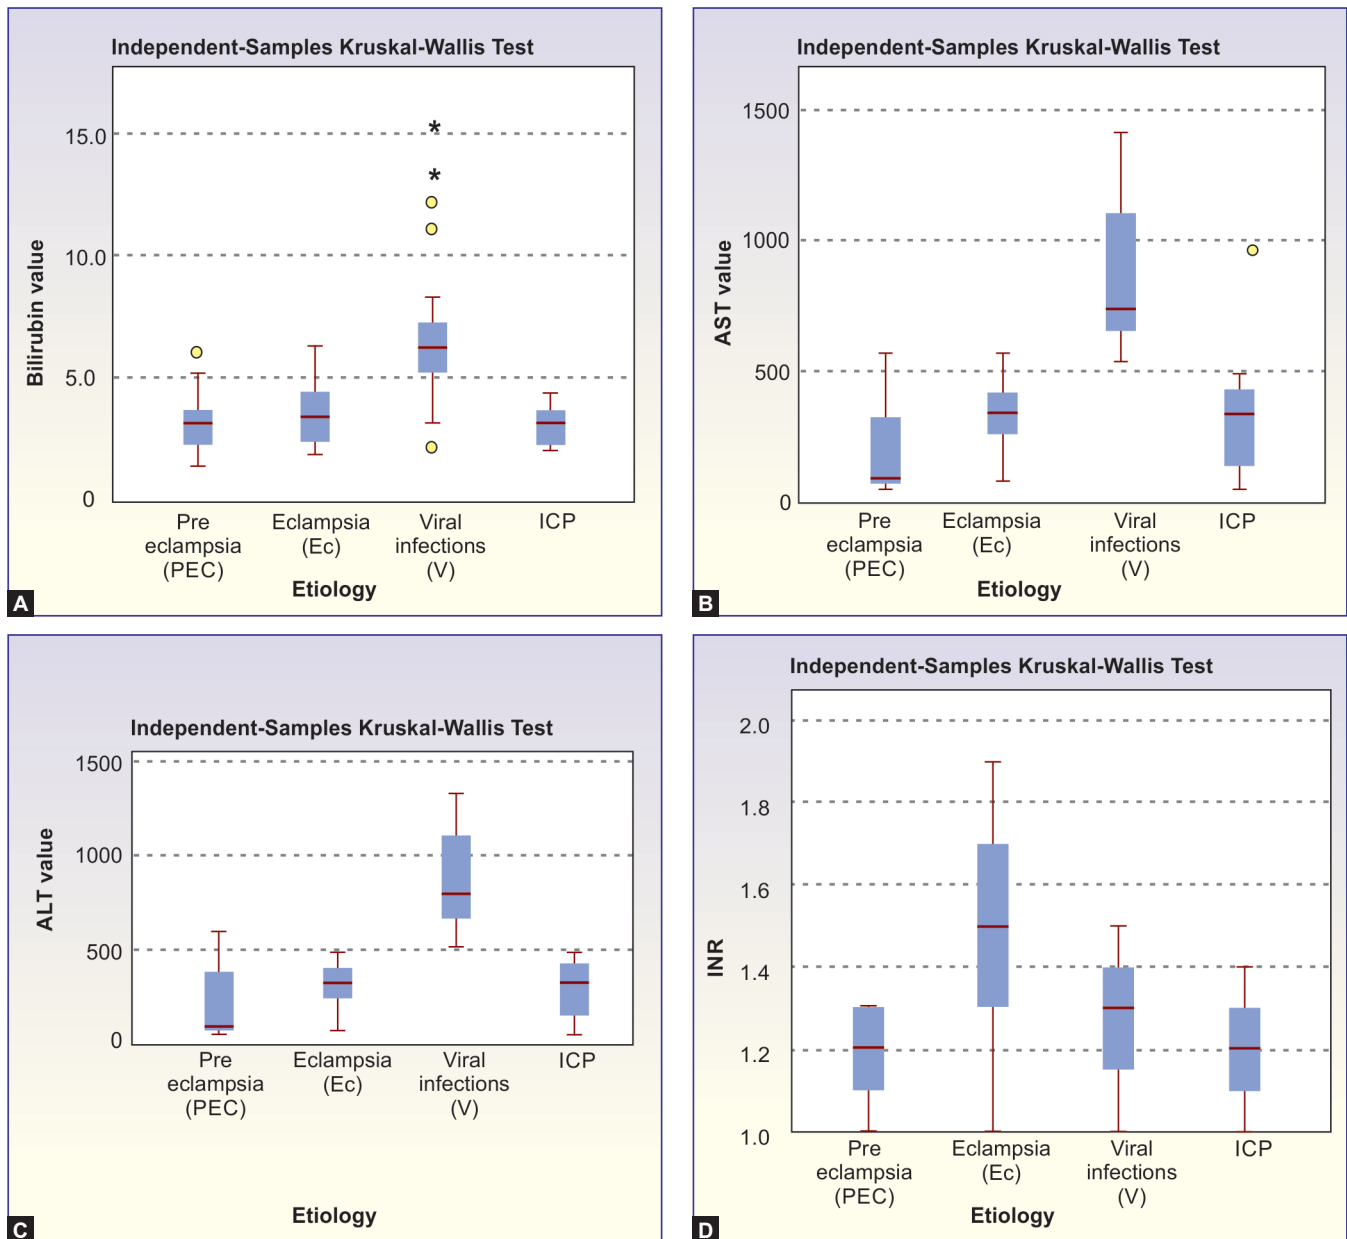 Independent-Samples Kruskal-Wallis Test
Bilirubin value
15.0
10.0
5.0
0
Pre
eclampsia
(PEC)
Eclampsia
(Ec)
Viral
infections
(V)
ICP
Etiology
A
Independent-Samples Kruskal-Wallis Test
AST value
1500
1000
500
0
Pre
eclampsia
(PEC)
Eclampsia
(Ec)
Viral
infections
(V)
ICP
Etiology
B
Independent-Samples Kruskal-Wallis Test
ALT value
1500
1000
500
0
Pre
eclampsia
(PEC)
Eclampsia
(Ec)
Viral
infections
(V)
ICP
Etiology
C
Independent-Samples Kruskal-Wallis Test
INR
2.0
1.8
1.6
1.4
1.2
1.0
Pre
eclampsia
(PEC)
Eclampsia
(Ec)
Viral
infections
(V)
ICP
Etiology
D